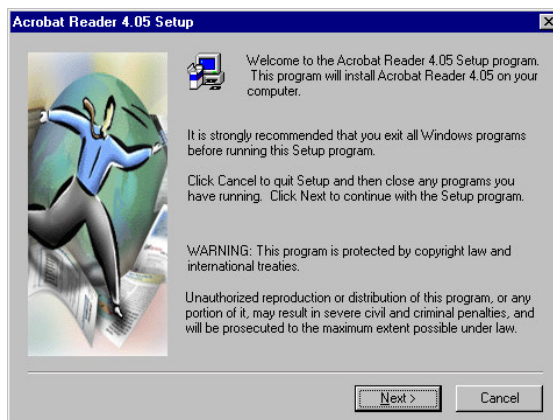 Acrobat Reader 4.05 Setup
Welcome to the Acrobat Reader 4.05 Setup program.
This program will install Acrobat Reader 4.05 on your
computer.
It is strongly recommended that you exit all Windows programs
before running this Setup program.
Click Cancel to quit Setup and then close any programs you
have running. Click Next to continue with the Setup program.
WARNING: This program is protected by copyright law and
international treaties.
Unauthorized reproduction or distribution of this program, or any
portion of it, may result in severe civil and criminal penalties, and
will be prosecuted to the maximum extent possible under law.
Next >
Cancel